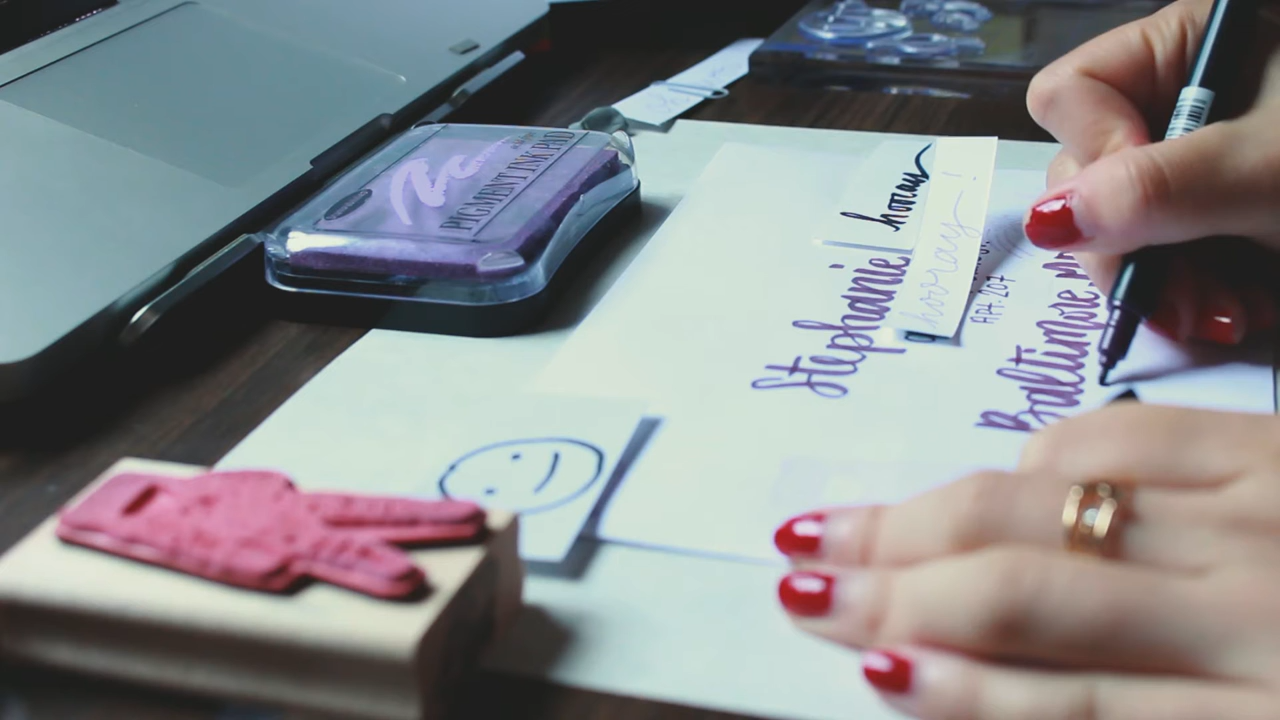 PIGMENT INK PAD
hooray
hooray!
Stephanie
Apt. 207
Baltimore,